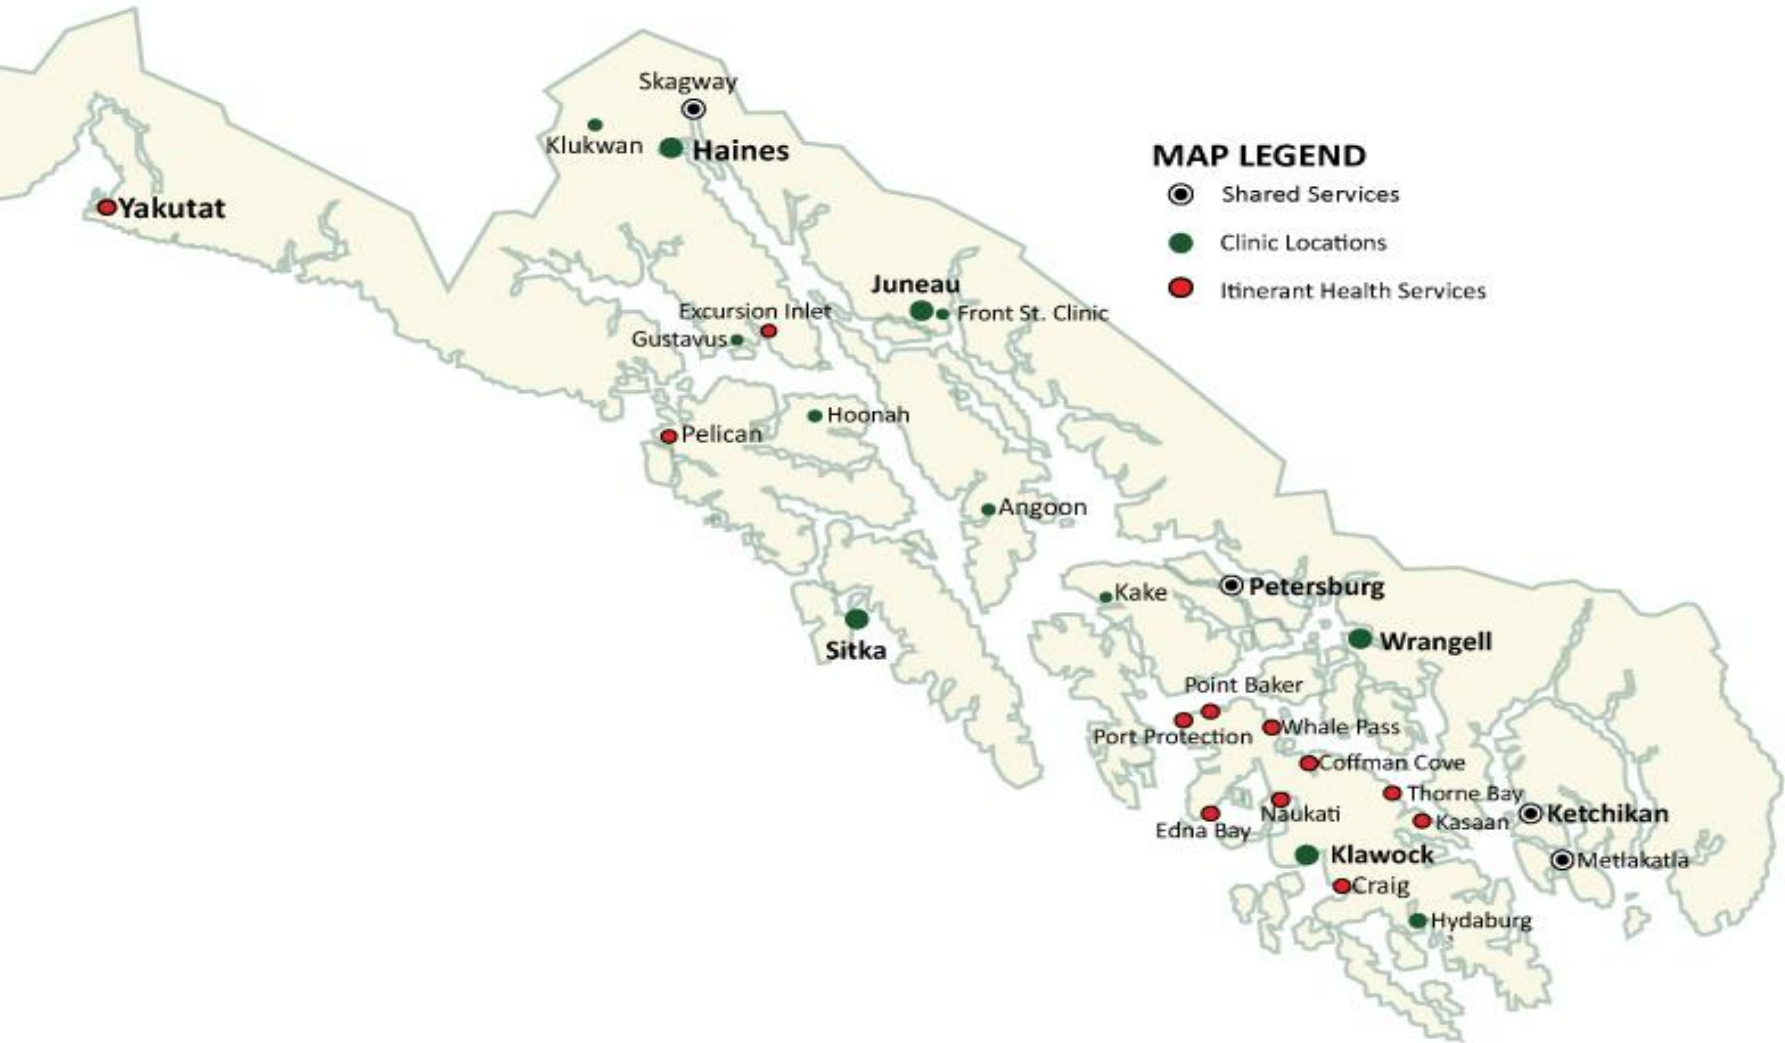 Skagway
Klukwan
Haines
MAP LEGEND
Shared Services
Yakutat
Clinic Locations
Juneau
Itinerant Health Services
Excursion Inlet
Front St. Clinic
Gustavus
Hoonah
Pelican
Angoon
Kake
Petersburg
Sitka
Wrangell
Point Baker
Port Protection
Whale Pass
Coffman Cove
Thorne Bay
Naukati
Ketchikan
Edna Bay
Kasaan
Klawock
Metlakatla
Craig
Hydaburg